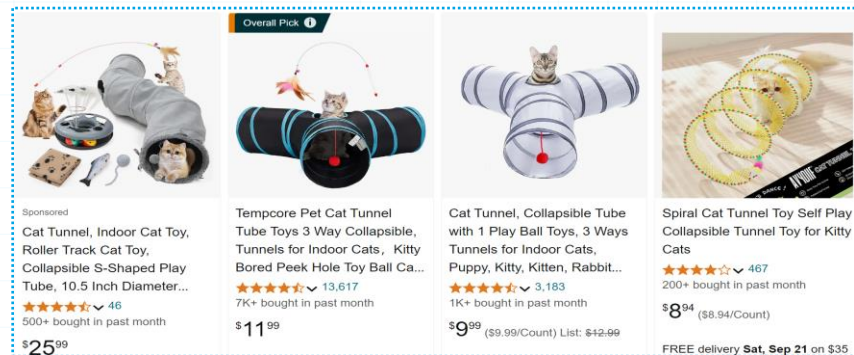 Overall Pick
Sponsored
Cat Tunnel, Indoor Cat Toy,
Roller Track Cat Toy,
Collapsible S-Shaped Play
Tube, 10.5 Inch Diameter...
46
500+ bought in past month
$25 99
Tempcore Pet Cat Tunnel
Tube Toys 3 Way Collapsible,
Tunnels for Indoor Cats, Kitty
Bored Peek Hole Toy Ball Ca...
13,617
7K+ bought in past month
$11 99
Cat Tunnel, Collapsible Tube
with 1 Play Ball Toys, 3 Ways
Tunnels for Indoor Cats,
Puppy, Kitty, Kitten, Rabbit...
3,183
1K+ bought in past month
$9 99 ($9.99/Count) List: $12.99
CAT TUNNEL
Spiral Cat Tunnel Toy Self Play
Collapsible Tunnel Toy for Kitty
Cats
467
200+ bought in past month
$8 94 ($8.94/Count)
FREE delivery Sat, Sep 21 on $35